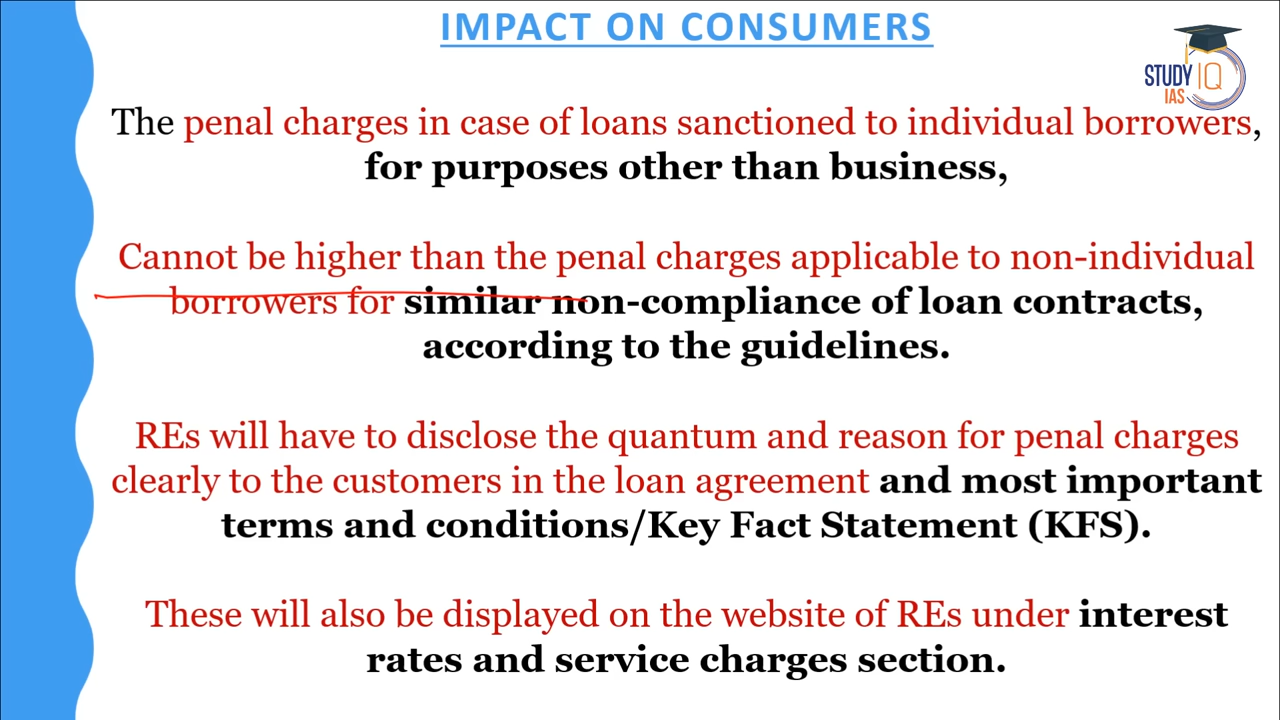 IMPACT ON CONSUMERS
STUDY IQ
IAS
The penal charges in case of loans sanctioned to individual borrowers,
for purposes other than business,
Cannot be higher than the penal charges applicable to non-individual
borrowers for similar non-compliance of loan contracts,
according to the guidelines.
REs will have to disclose the quantum and reason for penal charges
clearly to the customers in the loan agreement and most important
terms and conditions/Key Fact Statement (KFS).
These will also be displayed on the website of REs under interest
rates and service charges section.